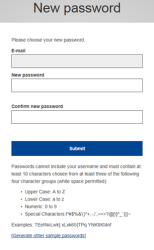 New password
Please choose your new password.
E-mail
New password
Confirm new password
Submit
Passwords cannot include your username and must contain at
least 10 characters chosen from at least three of the following
four character groups (white space permitted)
Upper Case: A to Z
Lower Case: a to z
Numeric: 0 to 9
Special Characters
Examples:
[Generate other sample passwords]